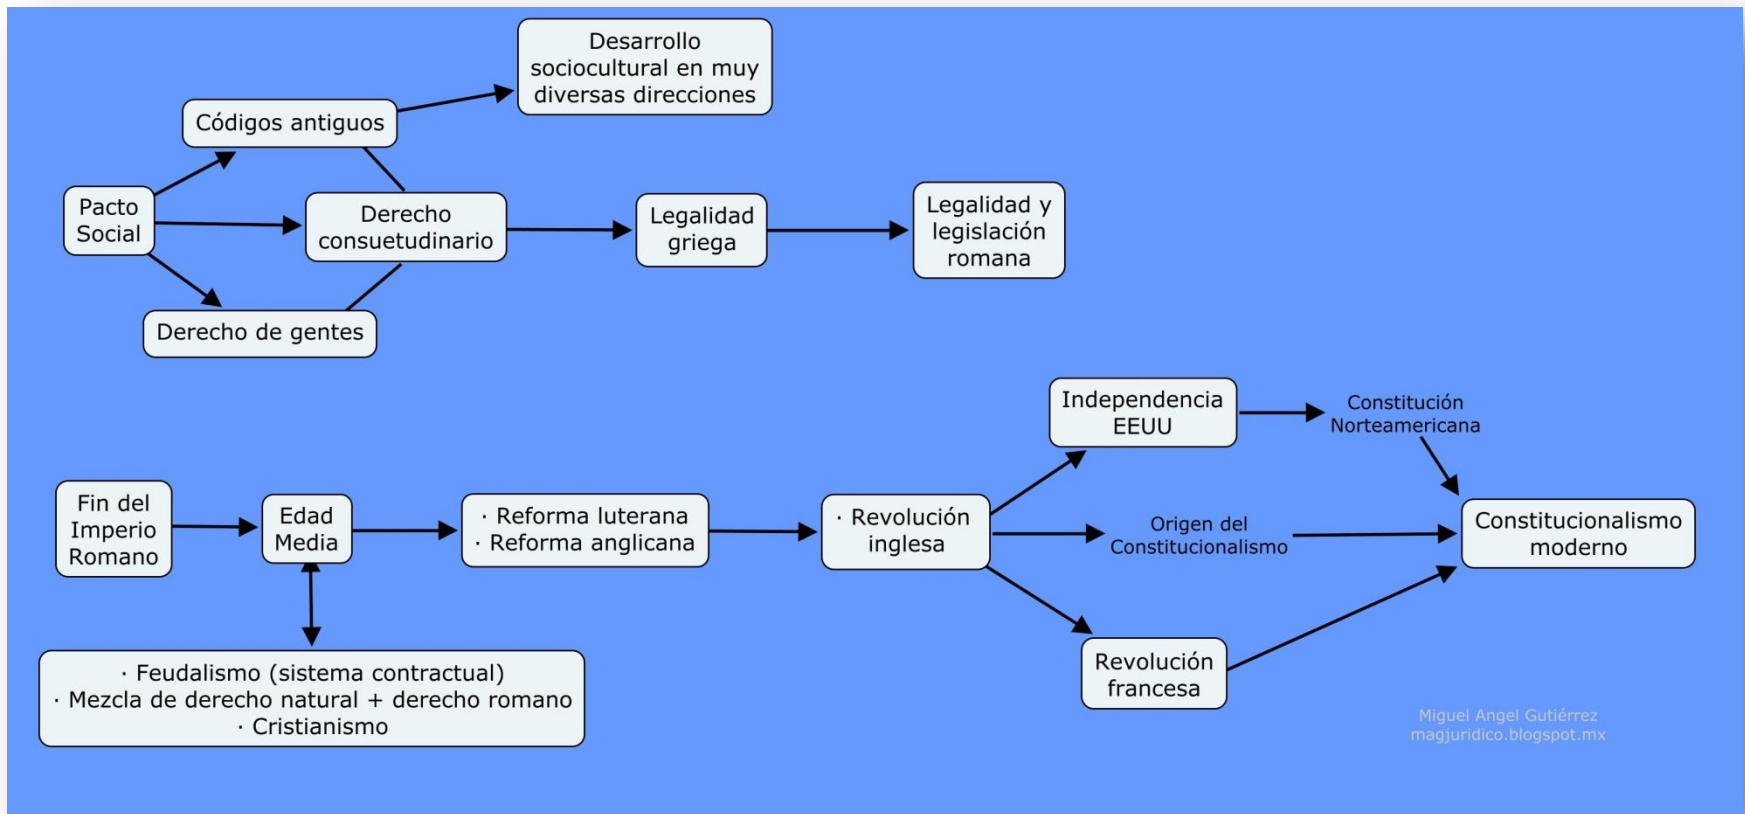 Desarrollo
sociocultural en muy
diversas direcciones
Códigos antiguos
Pacto
Social
Derecho
consuetudinario
Legalidad
griega
Legalidad y
legislación
romana
Derecho de gentes
Independencia
EEUU
Constitución
Norteamericana
Fin del
Imperio
Romano
Edad
Media
· Reforma luterana
· Reforma anglicana
· Revolución
inglesa
Origen del
Constitucionalismo
Constitucionalismo
moderno
· Feudalismo (sistema contractual)
· Mezcla de derecho natural + derecho romano
· Cristianismo
Revolución
francesa
Miguel Angel Gutiérrez
magjuridico.blogspot.mx